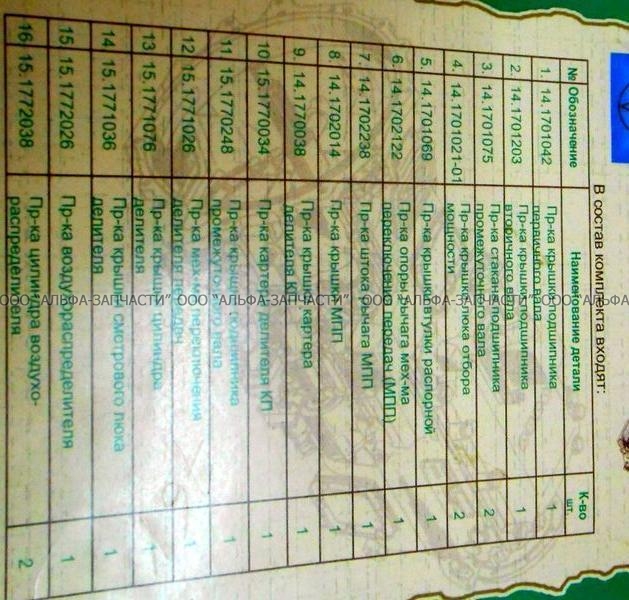 В состав комплекта входят:
№ Обозначение Наименование детали К-во шт.
1. 14.1701042 Пр-ка крышки подшипника
первичного вала 1
2. 14.1701203 Пр-ка крышки подшипника
вторичного вала 1
3. 14.1701075 Пр-ка стакана подшипника
промежуточного вала 2
4. 14.1701021-01 Пр-ка крышки люка отбора
мощности 2
5. 14.1701069 Пр-ка крышки втулки распорной 1
6. 14.1702122 Пр-ка опоры рычага мех-ма
переключения передач (МПП) 1
7. 14.1702238 Пр-ка штока рычага МПП 1
8. 14.1702014 Пр-ка крышки МПП 1
9. 14.1770038 Пр-ка крышки картера
делителя КП 1
10 15.1770034 Пр-ка картера делителя КП 1
11 15.1770248 Пр-ка крышки подшипника
промежуточного вала 1
12 15.1771026 Пр-ка мех-ма переключения
делителя передач 1
13 15.1771076 Пр-ка крышки цилиндра
делителя 1
14. 15.1771036 Пр-ка крышки смотрового люка
делителя 1
15 15.1772026 Пр-ка воздухораспределителя 1
16 15.1772038 Пр-ка цилиндра воздухо-
распределителя 2
ООО "АЛЬФА-ЗАПЧАСТИ" ООО "АЛЬФА-ЗАПЧАСТИ" ООО "АЛЬФА-ЗАПЧАСТИ" ООО "АЛЬФА-ЗАПЧАСТИ"